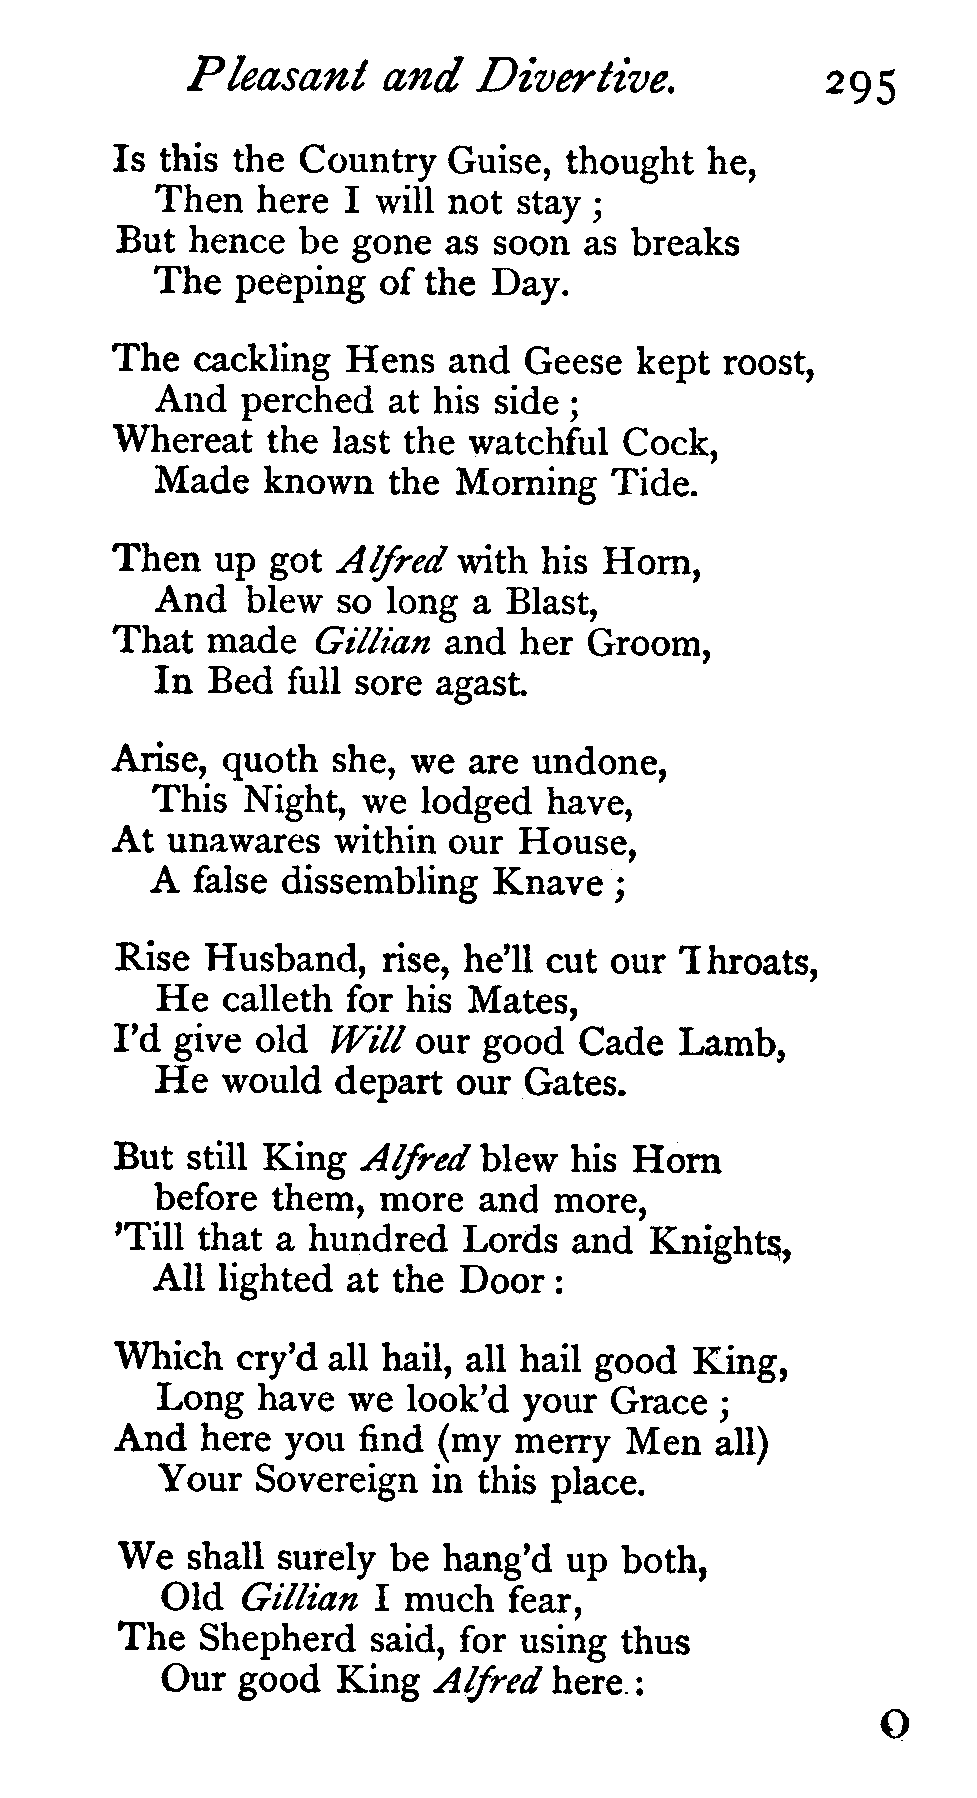 Pleasant and Divertive. 295
Is this the Country Guise, thought he,
Then here I will not stay ;
But hence be gone as soon as breaks
The peeping of the Day.
The cackling Hens and Geese kept roost,
And perched at his side ;
Whereat the last the watchful Cock,
Made known the Morning Tide.
Then up got Alfred with his Horn,
And blew so long a Blast,
That made Gillian and her Groom,
In Bed full sore agast.
Arise, quoth she, we are undone,
This Night, we lodged have,
At unawares within our House,
A false dissembling Knave ;
Rise Husband, rise, he'll cut our Throats,
He calleth for his Mates,
I'd give old Will our good Cade Lamb,
He would depart our Gates.
But still King Alfred blew his Horn
before them, more and more,
'Till that a hundred Lords and Knights,
All lighted at the Door :
Which cry'd all hail, all hail good King,
Long have we look'd your Grace ;
And here you find (my merry Men all)
Your Sovereign in this place.
We shall surely be hang'd up both,
Old Gillian I much fear,
The Shepherd said, for using thus
Our good King Alfred here :
O